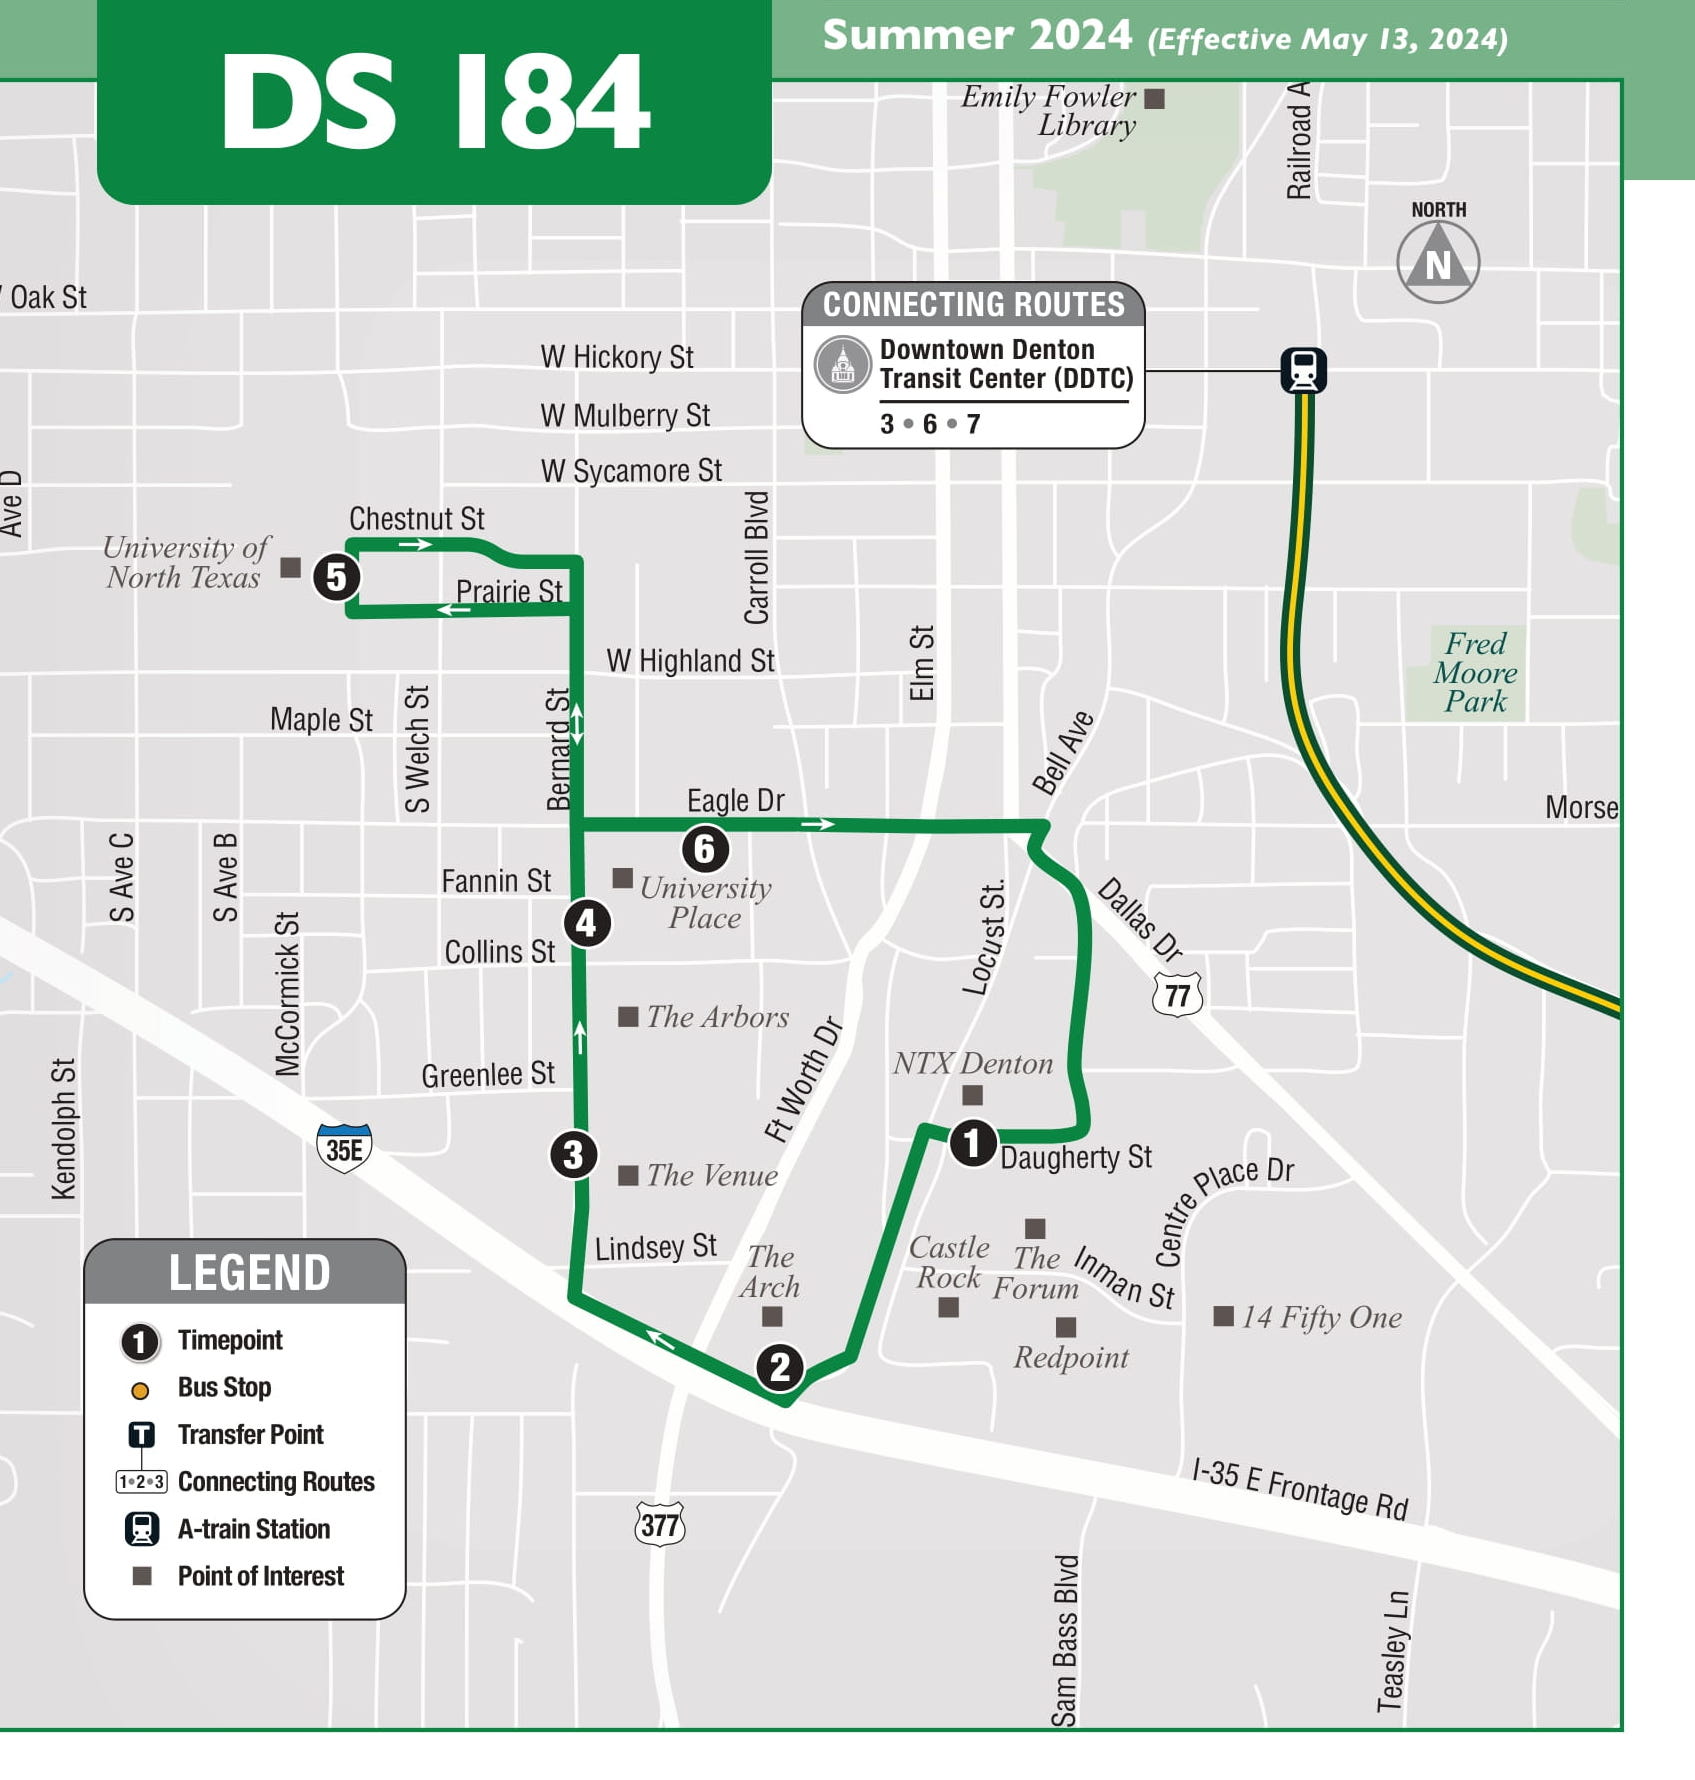 DS 184
Summer 2024 (Effective May 13, 2024)
Emily Fowler
Library
Railroad A
NORTH
N
Oak St
CONNECTING ROUTES
Downtown Denton
Transit Center (DDTC)
3 • 6 • 7
W Hickory St
W Mulberry St
W Sycamore St
Ave D
Chestnut St
Carroll Blvd
University of
North Texas
5
Prairie St
Elm St
W Highland St
Fred
Moore
Park
Maple St
S Welch St
Bernard St
Bell Ave
Eagle Dr
Morse
6
S Ave C
S Ave B
Fannin St
University
Place
Dallas Dr
4
McCormick St
Collins St
Locust St.
77
The Arbors
Ft Worth Dr
Kendolph St
Greenlee St
NTX Denton
35E
3
1
Daugherty St
The Venue
Centre Place Dr
Lindsey St
The
Arch
Castle
Rock
The
Forum
Inman St
14 Fifty One
Redpoint
2
I-35 E Frontage Rd
377
Sam Bass Blvd
Teasley Ln
LEGEND
1 Timepoint
Bus Stop
T Transfer Point
1•2•3 Connecting Routes
A-train Station
Point of Interest